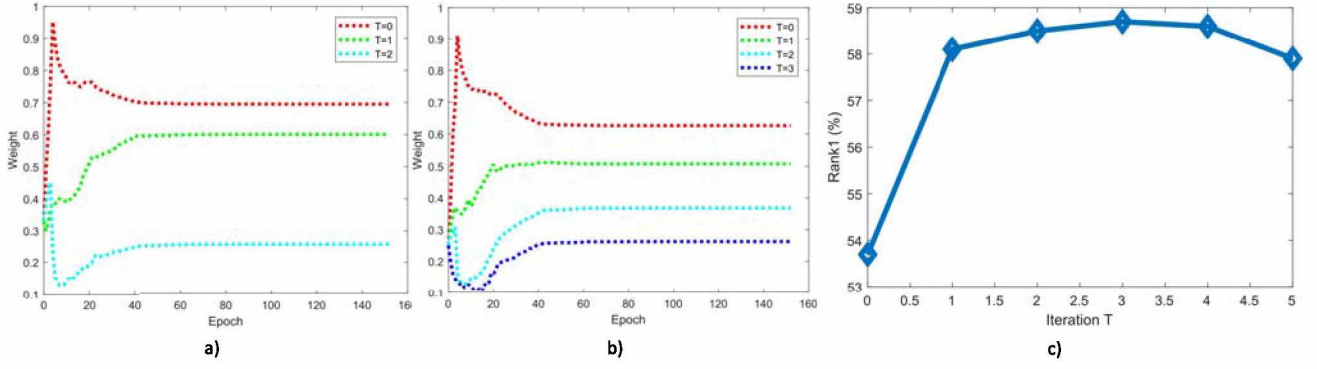 1
0.9
0.8
0.7
0.6
0.5
0.4
0.3
0.2
0.1
Weight
0 20 40 60 80 100 120 140 160
Epoch
T=0
T=1
T=2
a)
1
0.9
0.8
0.7
0.6
0.5
0.4
0.3
0.2
0.1
Weight
0 20 40 60 80 100 120 140 160
Epoch
T=0
T=1
T=2
T=3
b)
59
58
57
56
55
54
53
Rank1 (%)
0 0.5 1 1.5 2 2.5 3 3.5 4 4.5 5
Iteration T
c)